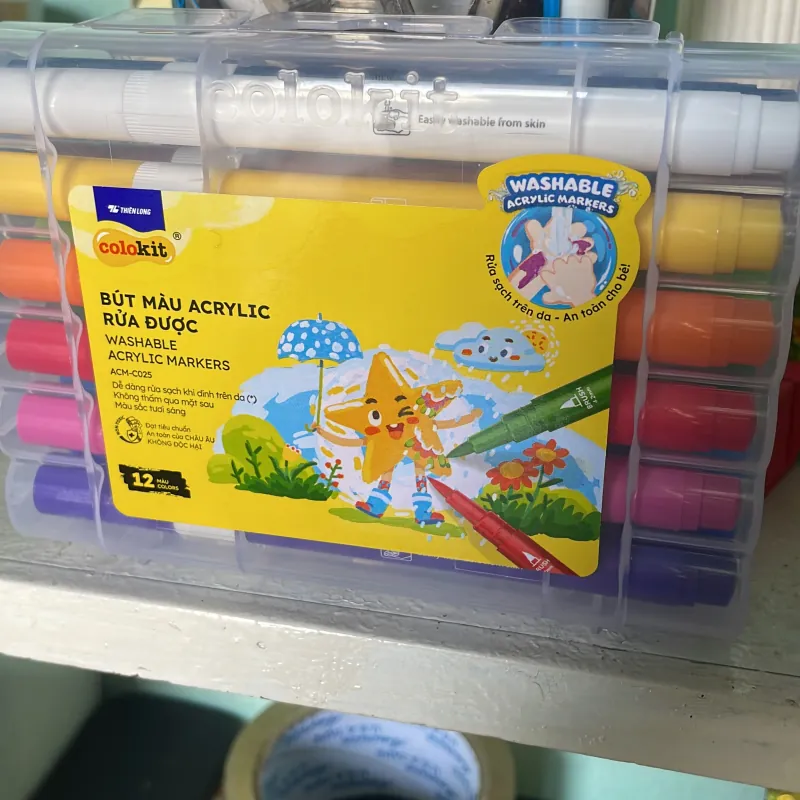 colokit
Easily washable from skin
WASHABLE
ACRYLIC MARKERS
Rửa sạch trên da - An toàn cho bé!
THIÊN LONG
colokit®
BÚT MÀU ACRYLIC
RỬA ĐƯỢC
WASHABLE
ACRYLIC MARKERS
ACM-C025
Dễ dàng rửa sạch khi dính trên da (*)
Không thấm qua mặt sau
Màu sắc tươi sáng
Đạt tiêu chuẩn
An toàn của CHÂU ÂU
KHÔNG ĐỘC HẠI
12 MÀU
COLORS
BRUSH
BRUSH